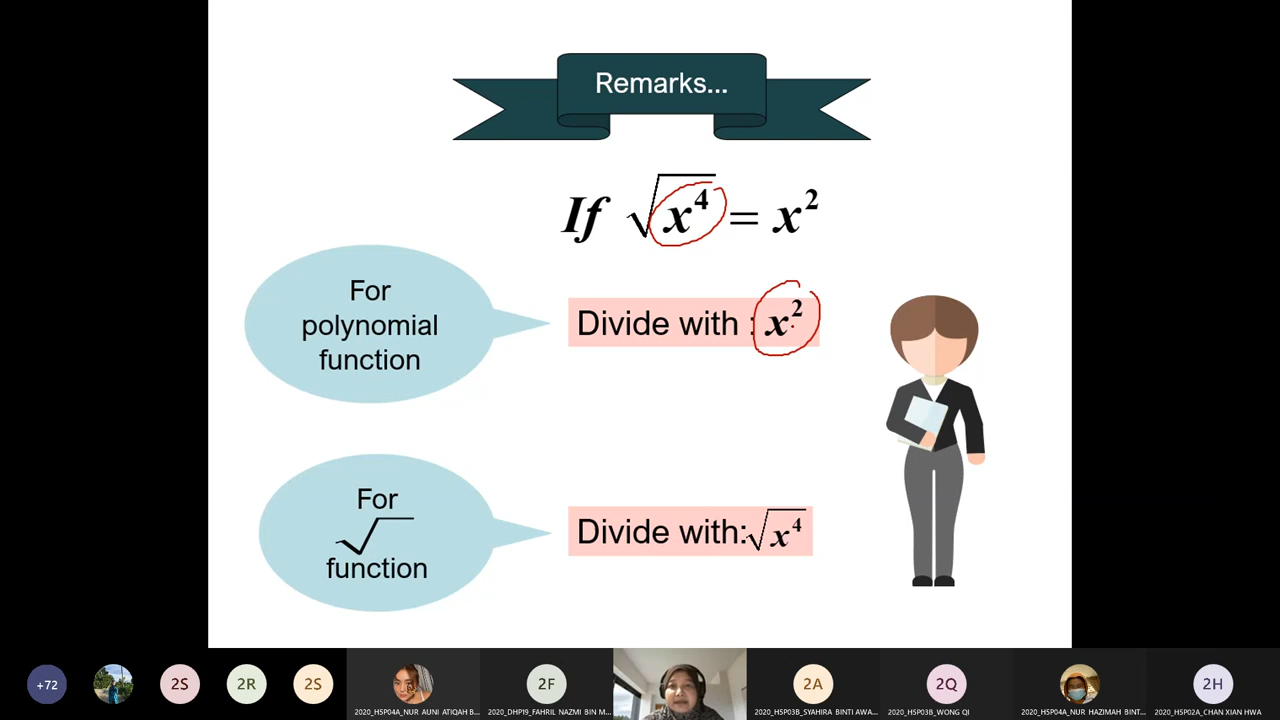 Remarks...
If √x⁴ = x²
For
polynomial
function
Divide with : x²
For
√
function
Divide with:√x⁴
+72
2S
2R
2S
2F
2A
2Q
2H
2020_HSP04A_NUR AUNI ATIQAH B...
2020_DHP19_FAHRIL NAZMI BIN M...
2020_HSP03B_SYAHIRA BINTI AWA...
2020_HSP03B_WONG QI
2020_HSP04A_NUR HAZIMAH BINT...
2020_HSP02A_CHAN XIAN HWA